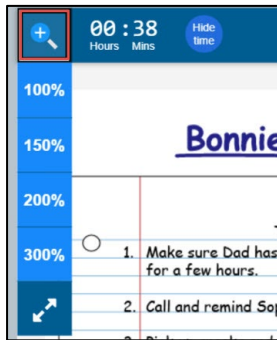 00:38
Hours Mins
Hide
time
100%
150%
200%
300%
Bonnie
1. Make sure Dad has
for a few hours.
2. Call and remind